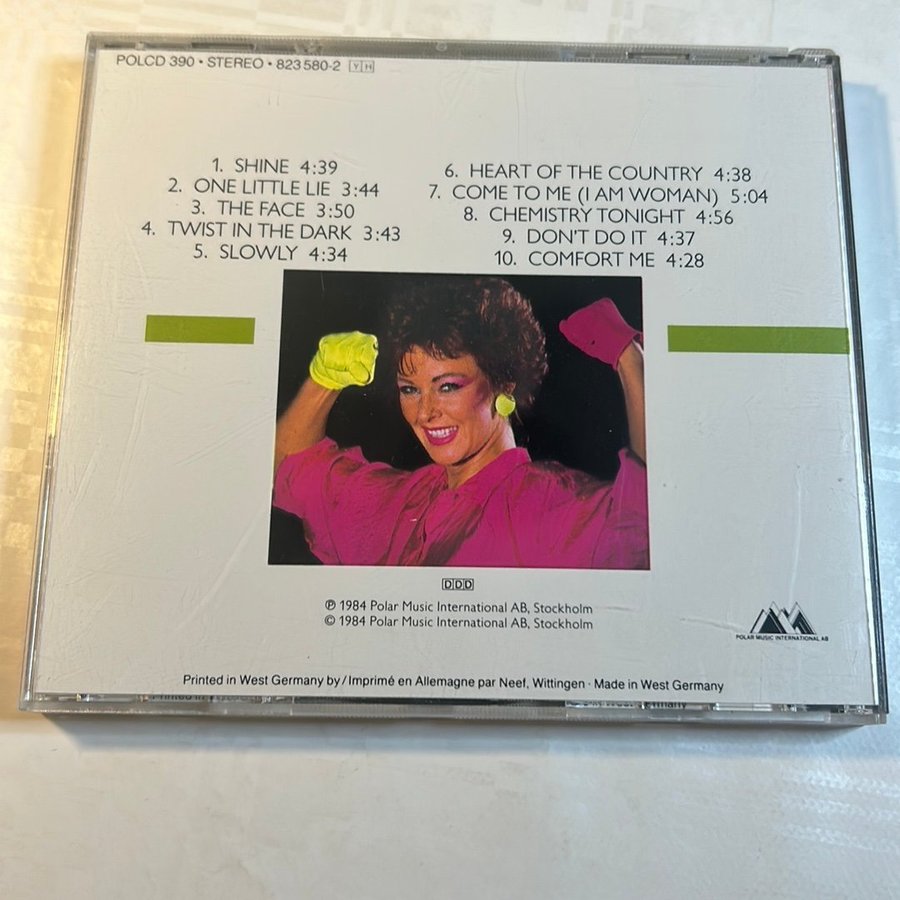 POLCD 390 • STEREO • 823 580-2 Y H
1. SHINE 4:39
2. ONE LITTLE LIE 3:44
3. THE FACE 3:50
4. TWIST IN THE DARK 3:43
5. SLOWLY 4:34
6. HEART OF THE COUNTRY 4:38
7. COME TO ME (I AM WOMAN) 5:04
8. CHEMISTRY TONIGHT 4:56
9. DON'T DO IT 4:37
10. COMFORT ME 4:28
DDD
℗ 1984 Polar Music International AB, Stockholm
© 1984 Polar Music International AB, Stockholm
POLAR MUSIC INTERNATIONAL AB
Printed in West Germany by/Imprimé en Allemagne par Neef, Wittingen · Made in West Germany